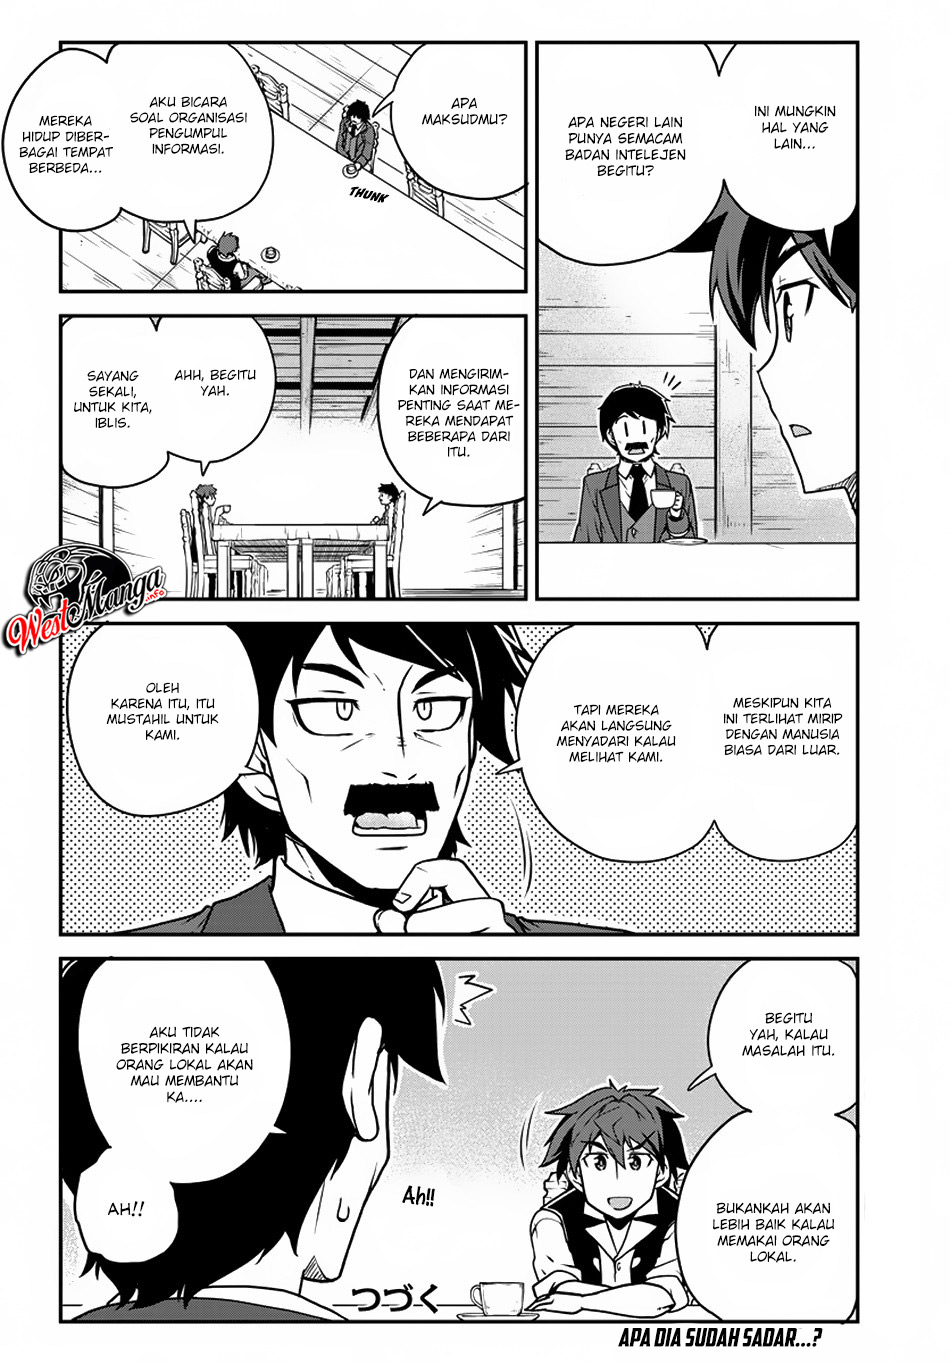 INI MUNGKIN
HAL YANG
LAIN...
APA NEGERI LAIN
PUNYA SEMACAM
BADAN INTELEJEN
BEGITU?
APA
MAKSUDMU?
THUNK
AKU BICARA
SOAL ORGANISASI
PENGUMPUL
INFORMASI.
MEREKA
HIDUP DIBER-
BAGAI TEMPAT
BERBEDA...
DAN MENGIRIM-
KAN INFORMASI
PENTING SAAT ME-
REKA MENDAPAT
BEBERAPA DARI
ITU.
AHH, BEGITU
YAH.
SAYANG
SEKALI,
UNTUK KITA,
IBLIS.
WestManga
.info
MESKIPUN KITA
INI TERLIHAT MIRIP
DENGAN MANUSIA
BIASA DARI LUAR.
TAPI MEREKA
AKAN LANGSUNG
MENYADARI KALAU
MELIHAT KAMI.
OLEH
KARENA ITU, ITU
MUSTAHIL UNTUK
KAMI.
BEGITU
YAH, KALAU
MASALAH ITU.
BUKANKAH AKAN
LEBIH BAIK KALAU
MEMAKAI ORANG
LOKAL.
Ah!!
AKU TIDAK
BERPIKIRAN KALAU
ORANG LOKAL AKAN
MAU MEMBANTU
KA....
AH!!
つづく
APA DIA SUDAH SADAR...?